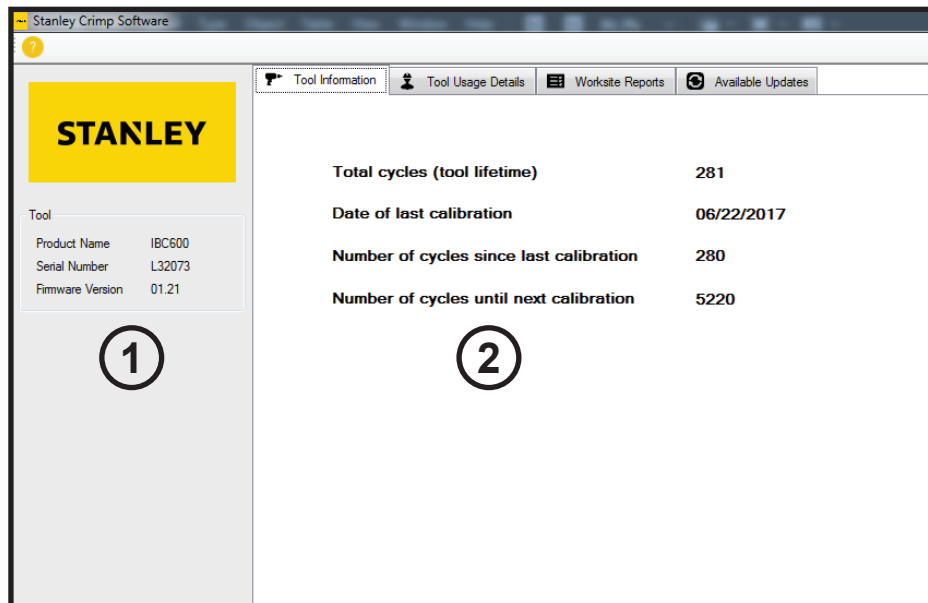 Stanley Crimp Software
?
Tool Information Tool Usage Details Worksite Reports Available Updates
STANLEY
Tool
Product Name IBC600
Serial Number L32073
Firmware Version 01.21
1
Total cycles (tool lifetime) 281
Date of last calibration 06/22/2017
Number of cycles since last calibration 280
Number of cycles until next calibration 5220
2